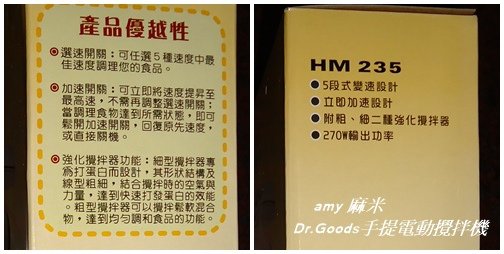 產品優越性
選速開關：可任選5種速度中最
佳速度調理您的食品。
加速開關：可立即將速度提昇至
最高速，不需再調整選速開關；
當調理食物達到所需狀態，即可
鬆開加速開關，回復原先速度，
或直接關機。
強化攪拌器功能：細型攪拌器專
為打蛋白而設計，其形狀結構及
線型粗細，結合攪拌時的空氣與
力量，達到快速打發蛋白的效能
。粗型攪拌器可以攪拌鬆軟混合
物，達到均勻調和食品的功能。
HM 235
5段式變速設計
立即加速設計
附粗、細二種強化攪拌器
270W輸出功率
amy 麻米
Dr.Goods手提電動攪拌機